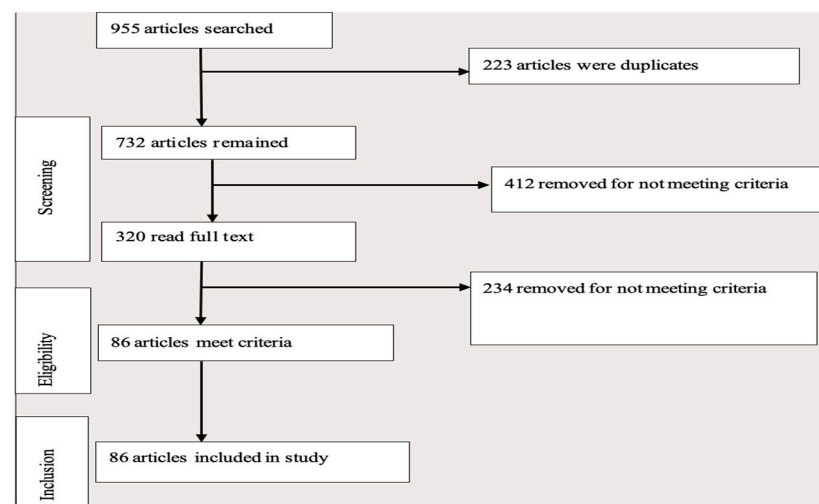 955 articles searched
223 articles were duplicates
732 articles remained
Screening
412 removed for not meeting criteria
320 read full text
234 removed for not meeting criteria
86 articles meet criteria
Eligibility
86 articles included in study
Inclusion